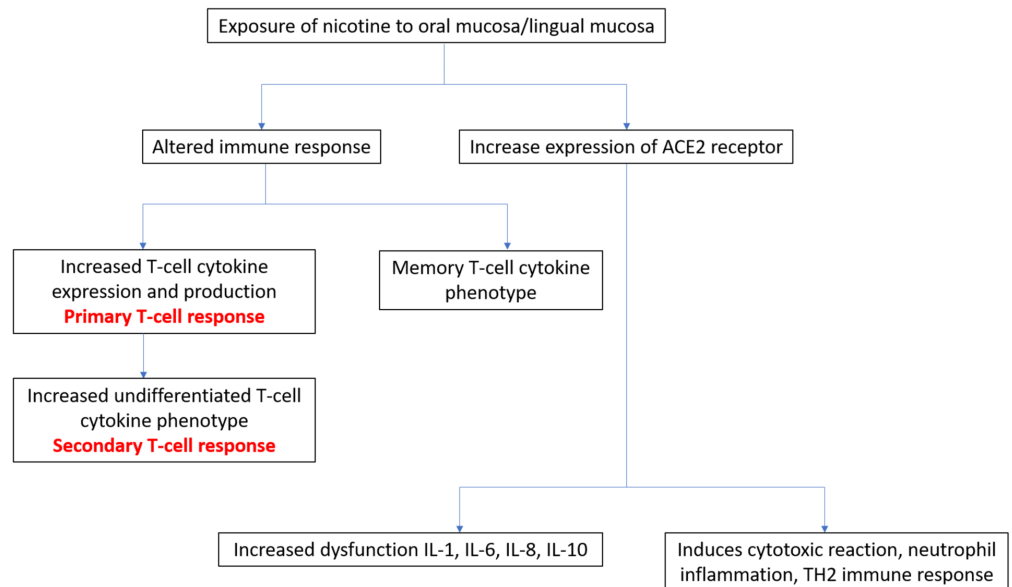 Exposure of nicotine to oral mucosa/lingual mucosa
Altered immune response
Increase expression of ACE2 receptor
Increased T-cell cytokine
expression and production
Primary T-cell response
Memory T-cell cytokine
phenotype
Increased undifferentiated T-cell
cytokine phenotype
Secondary T-cell response
Increased dysfunction IL-1, IL-6, IL-8, IL-10
Induces cytotoxic reaction, neutrophil
inflammation, TH2 immune response